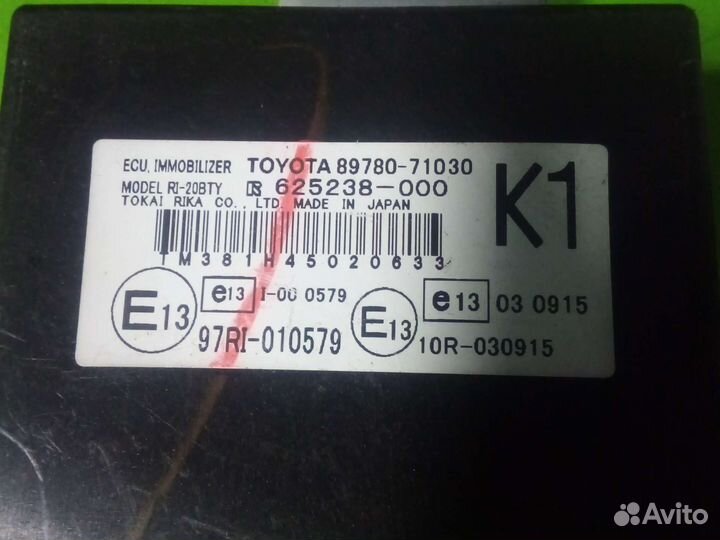 ECU, IMMOBILIZER TOYOTA 89780-71030
MODEL RI-20BTY R 625238-000
TOKAI RIKA CO., LTD. MADE IN JAPAN
K1
TM381H45020633
E13
e13 I-00 0579
97RI-010579
E13
e13 03 0915
10R-030915
Avito